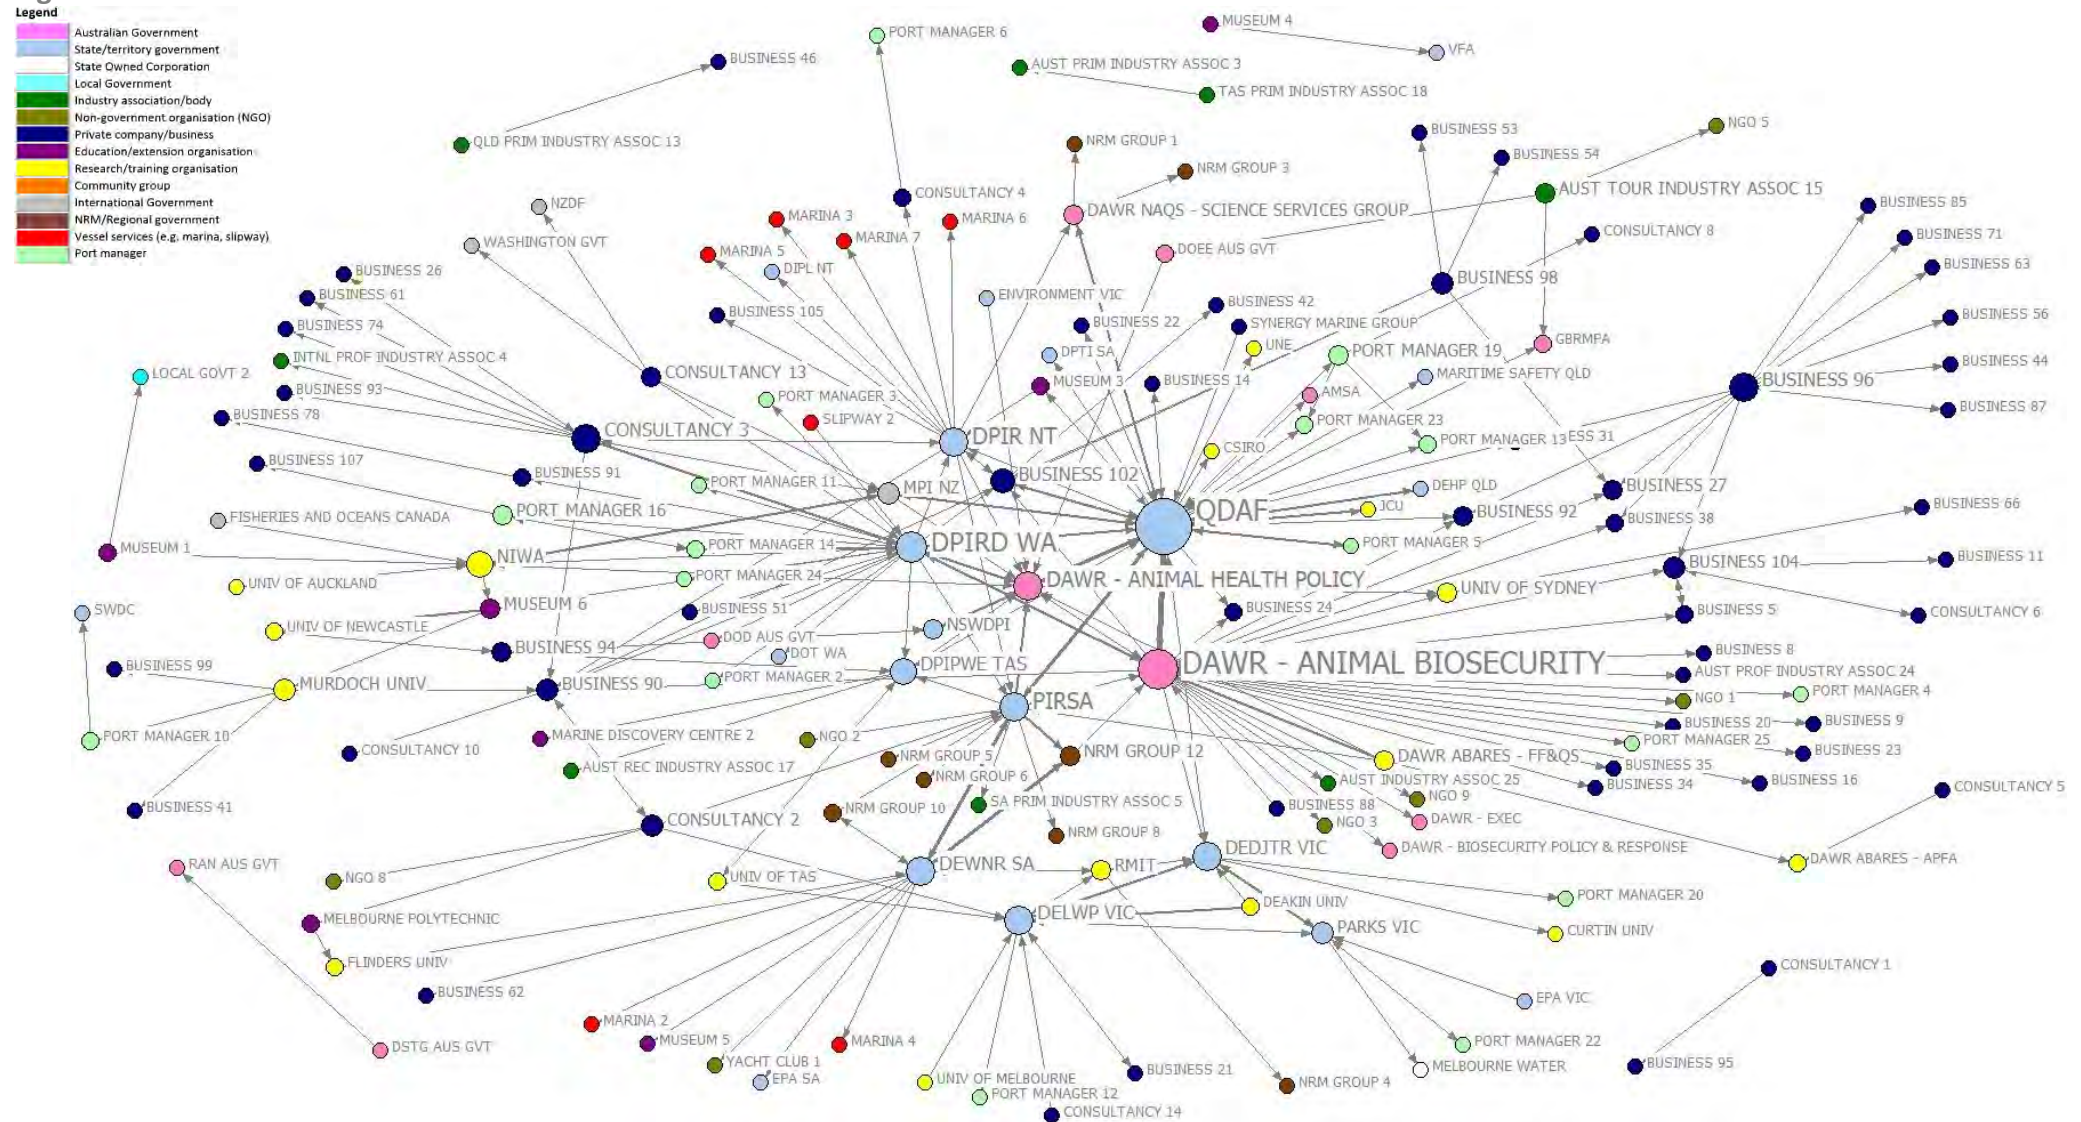 Legend
Australian Government
State/territory government
State Owned Corporation
Local Government
Industry association/body
Non-government organisation (NGO)
Private company/business
Education/extension organisation
Research/training organisation
Community group
International Government
NRM/Regional government
Vessel services (e.g. marina, slipway)
Port manager
MUSEUM 4
PORT MANAGER 6
VFA
BUSINESS 46
AUST PRIM INDUSTRY ASSOC 3
TAS PRIM INDUSTRY ASSOC 18
NGO 5
BUSINESS 53
QLD PRIM INDUSTRY ASSOC 13
NRM GROUP 1
BUSINESS 54
NRM GROUP 3
AUST TOUR INDUSTRY ASSOC 15
CONSULTANCY 4
NZDF
BUSINESS 85
DAWR NAQS - SCIENCE SERVICES GROUP
MARINA 3
MARINA 6
CONSULTANCY 8
BUSINESS 71
WASHINGTON GVT
MARINA 7
MARINA 5
DOEE AUS GVT
BUSINESS 63
DIPL NT
BUSINESS 26
BUSINESS 98
BUSINESS 61
ENVIRONMENT VIC
BUSINESS 42
BUSINESS 105
BUSINESS 56
BUSINESS 74
BUSINESS 22
SYNERGY MARINE GROUP
GBRMPA
UNE
DPTI SA
PORT MANAGER 19
INTNL PROF INDUSTRY ASSOC 4
BUSINESS 44
LOCAL GOVT 2
CONSULTANCY 13
MARITIME SAFETY QLD
MUSEUM 3
BUSINESS 14
BUSINESS 96
BUSINESS 93
AMSA
PORT MANAGER 3
BUSINESS 87
BUSINESS 78
SLIPWAY 2
PORT MANAGER 23
CONSULTANCY 3
DPIR NT
PORT MANAGER 13
ESS 31
CSIRO
BUSINESS 107
BUSINESS 91
BUSINESS 102
PORT MANAGER 11
MPI NZ
DEHP QLD
BUSINESS 27
BUSINESS 66
JCU
QDAF
PORT MANAGER 16
BUSINESS 92
FISHERIES AND OCEANS CANADA
BUSINESS 38
DPIRD WA
PORT MANAGER 14
PORT MANAGER 5
MUSEUM 1
NIWA
BUSINESS 11
BUSINESS 104
PORT MANAGER 24
DAWR - ANIMAL HEALTH POLICY
UNIV OF AUCKLAND
UNIV OF SYDNEY
MUSEUM 6
BUSINESS 51
BUSINESS 24
SWDC
BUSINESS 5
CONSULTANCY 6
UNIV OF NEWCASTLE
NSWDPI
DOD AUS GVT
BUSINESS 94
DOT WA
BUSINESS 8
BUSINESS 99
DPIPWE TAS
DAWR - ANIMAL BIOSECURITY
AUST PROF INDUSTRY ASSOC 24
PORT MANAGER 2
MURDOCH UNIV
BUSINESS 90
PORT MANAGER 4
NGO 1
PIRSA
BUSINESS 20
BUSINESS 9
PORT MANAGER 10
MARINE DISCOVERY CENTRE 2
NGO 2
PORT MANAGER 25
CONSULTANCY 10
NRM GROUP 12
BUSINESS 23
NRM GROUP 5
DAWR ABARES - FF&QS
BUSINESS 35
AUST REC INDUSTRY ASSOC 17
NRM GROUP 6
AUST INDUSTRY ASSOC 25
BUSINESS 34
BUSINESS 16
CONSULTANCY 5
NGO 9
BUSINESS 41
NRM GROUP 10
SA PRIM INDUSTRY ASSOC 5
BUSINESS 88
CONSULTANCY 2
NGO 3
DAWR - EXEC
NRM GROUP 8
DAWR - BIOSECURITY POLICY & RESPONSE
RAN AUS GVT
DEDJTR VIC
DAWR ABARES - APFA
NGO 8
UNIV OF TAS
DEWNR SA
RMIT
PORT MANAGER 20
DEAKIN UNIV
MELBOURNE POLYTECHNIC
DELWP VIC
PARKS VIC
CURTIN UNIV
FLINDERS UNIV
CONSULTANCY 1
BUSINESS 62
EPA VIC
MARINA 2
MUSEUM 5
MARINA 4
PORT MANAGER 22
DSTG AUS GVT
YACHT CLUB 1
EPA SA
UNIV OF MELBOURNE
BUSINESS 21
MELBOURNE WATER
BUSINESS 95
PORT MANAGER 12
NRM GROUP 4
CONSULTANCY 14